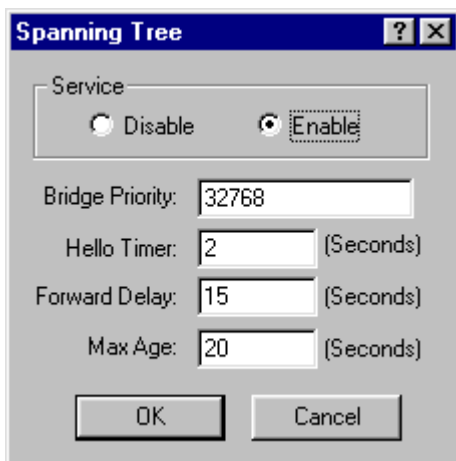 Spanning Tree
Service
Disable Enable
Bridge Priority: 32768
Hello Timer: 2 (Seconds)
Forward Delay: 15 (Seconds)
Max Age: 20 (Seconds)
OK Cancel